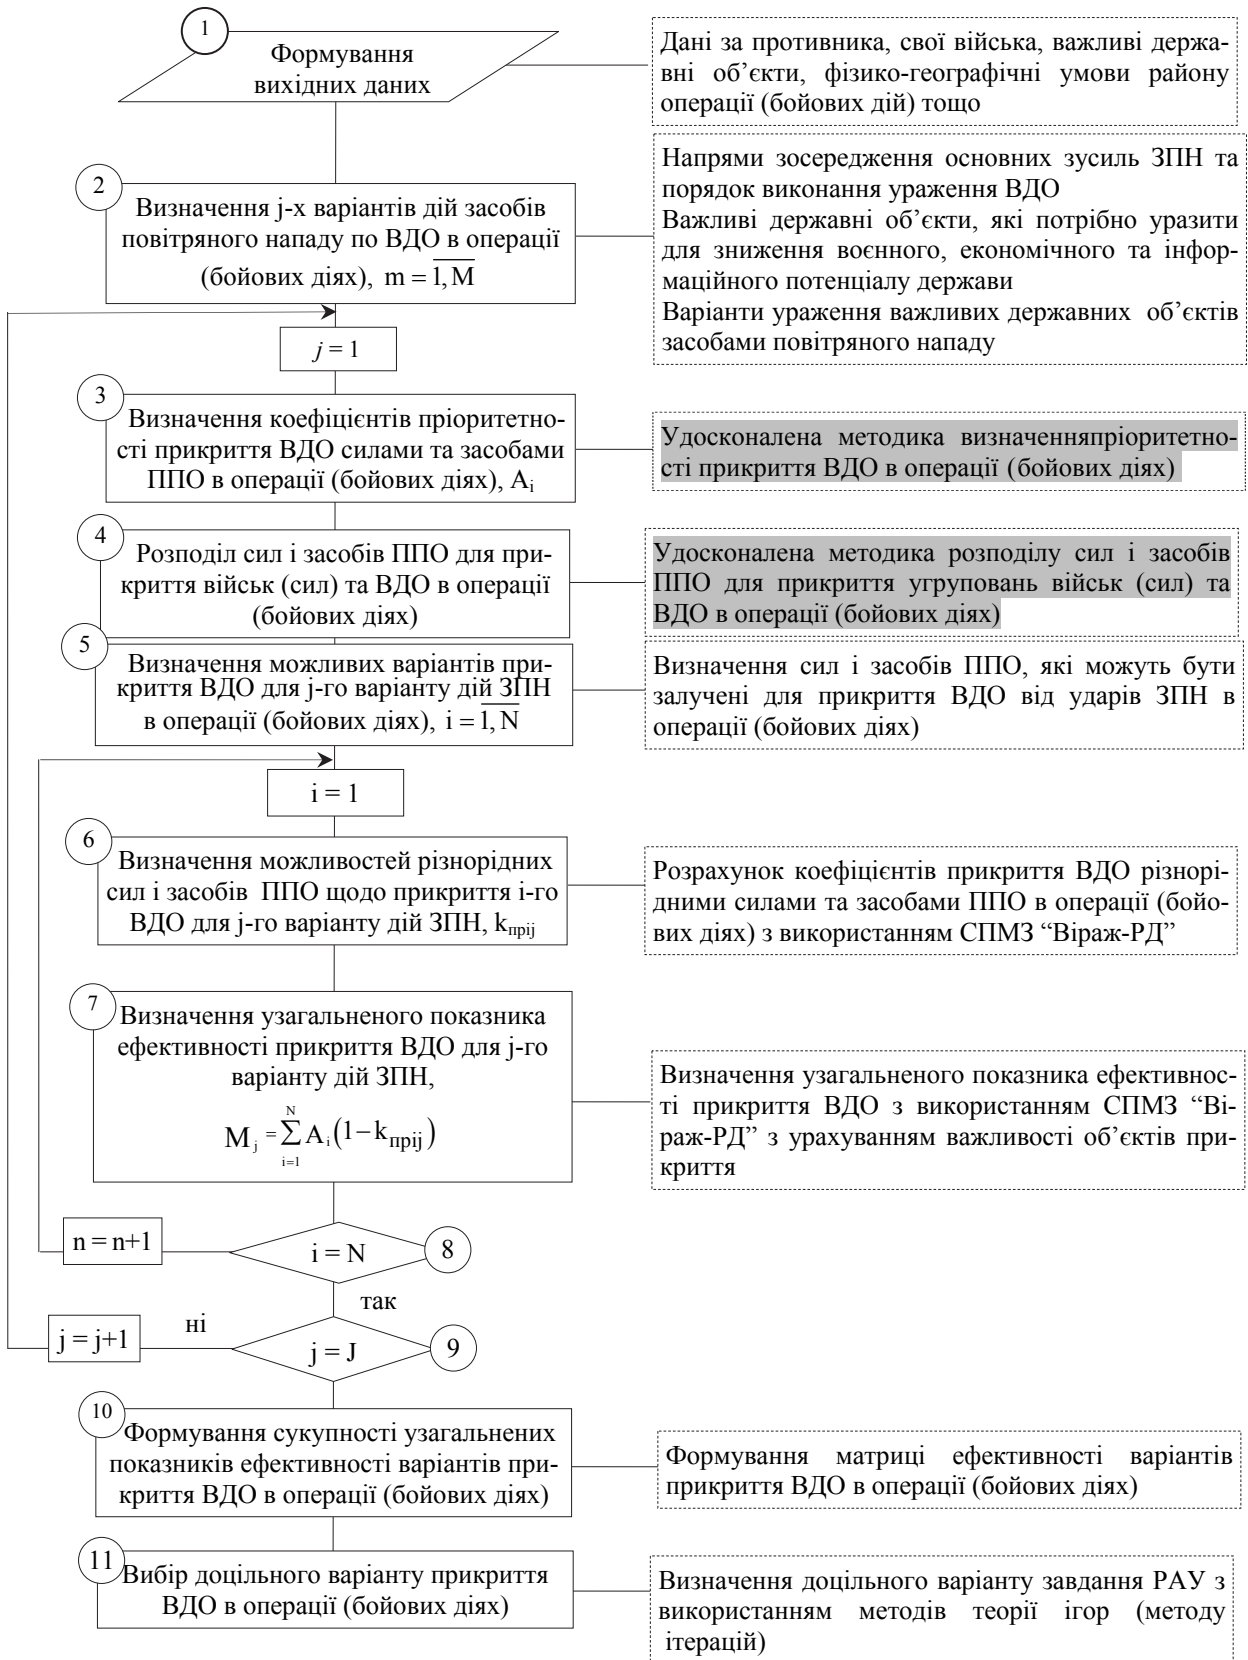 1
Формування
вихідних даних
Дані за противника, свої війська, важливі держа-
вні об’єкти, фізико-географічні умови району
операції (бойових дій) тощо
2
Визначення j-х варіантів дій засобів
повітряного нападу по ВДО в операції
(бойових діях), m = 1, M
Напрями зосередження основних зусиль ЗПН та
порядок виконання ураження ВДО
Важливі державні об’єкти, які потрібно уразити
для зниження воєнного, економічного та інфор-
маційного потенціалу держави
Варіанти ураження важливих державних об’єктів
засобами повітряного нападу
j = 1
3
Визначення коефіцієнтів пріоритетно-
сті прикриття ВДО силами та засобами
ППО в операції (бойових діях), Ai
Удосконалена методика визначенняпріоритетно-
сті прикриття ВДО в операції (бойових діях)
4
Розподіл сил і засобів ППО для при-
криття військ (сил) та ВДО в операції
(бойових діях)
Удосконалена методика розподілу сил і засобів
ППО для прикриття угруповань військ (сил) та
ВДО в операції (бойових діях)
5
Визначення можливих варіантів при-
криття ВДО для j-го варіанту дій ЗПН
в операції (бойових діях), i = 1, N
Визначення сил і засобів ППО, які можуть бути
залучені для прикриття ВДО від ударів ЗПН в
операції (бойових діях)
i = 1
6
Визначення можливостей різнорідних
сил і засобів ППО щодо прикриття і-го
ВДО для j-го варіанту дій ЗПН, kпріj
Розрахунок коефіцієнтів прикриття ВДО різнорі-
дними силами та засобами ППО в операції (бойо-
вих діях) з використанням СПМЗ “Віраж-РД”
7
Визначення узагальненого показника
ефективності прикриття ВДО для j-го
варіанту дій ЗПН,
Mj = ∑ i=1 N Ai(1−kпріj)
Визначення узагальненого показника ефективнос-
ті прикриття ВДО з використанням СПМЗ “Ві-
раж-РД” з урахуванням важливості об’єктів при-
криття
n = n+1
i = N
8
так
j = j+1
ні
j = J
9
10
Формування сукупності узагальнених
показників ефективності варіантів при-
криття ВДО в операції (бойових діях)
Формування матриці ефективності варіантів
прикриття ВДО в операції (бойових діях)
11
Вибір доцільного варіанту прикриття
ВДО в операції (бойових діях)
Визначення доцільного варіанту завдання РАУ з
використанням методів теорії ігор (методу
ітерацій)